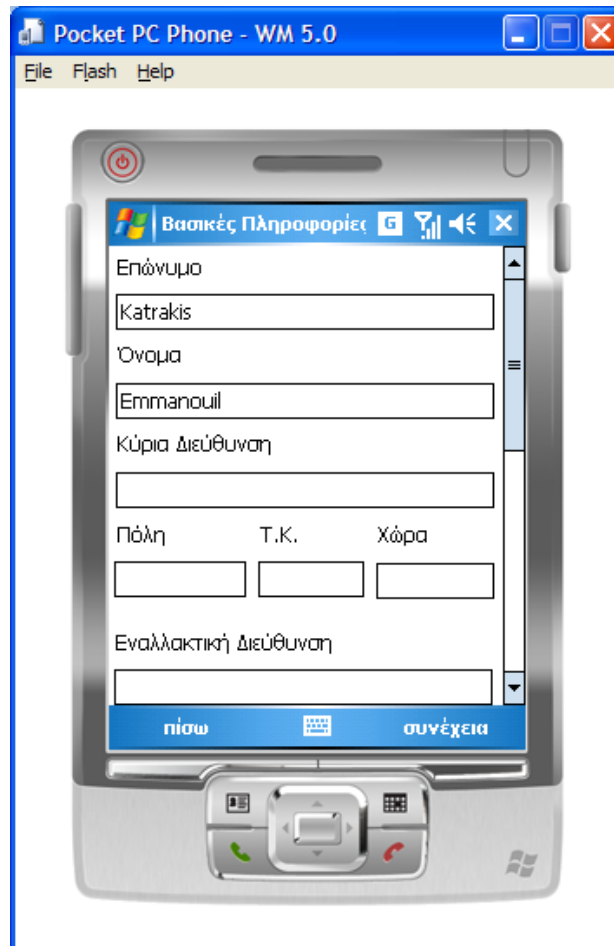 Pocket PC Phone - WM 5.0
File Flash Help
Βασικές Πληροφορίες G
Επώνυμο
Katrakis
Όνομα
Emmanouil
Κύρια Διεύθυνση
Πόλη Τ.Κ. Χώρα
Εναλλακτική Διεύθυνση
πίσω συνέχεια